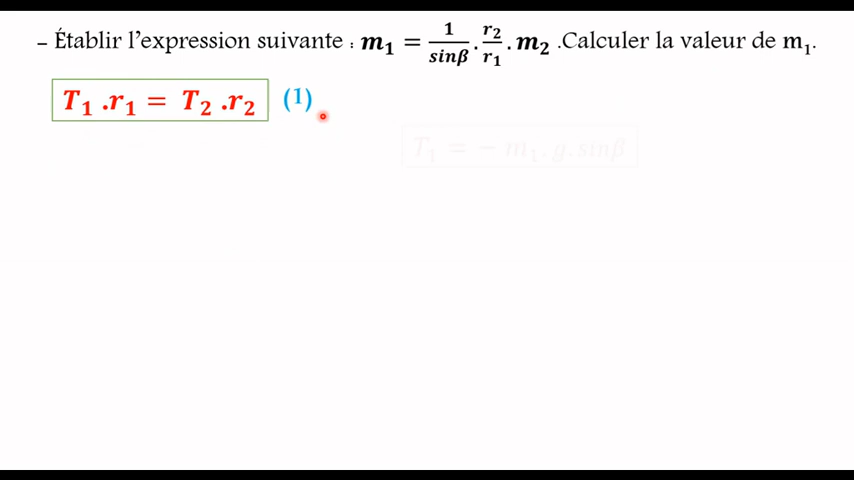 – Établir l'expression suivante : m₁ = 1/sinβ . r₂/r₁ . m₂ .Calculer la valeur de m₁.
T₁ .r₁ = T₂ .r₂ (1)
T₁ = − m₁. g. sinβ